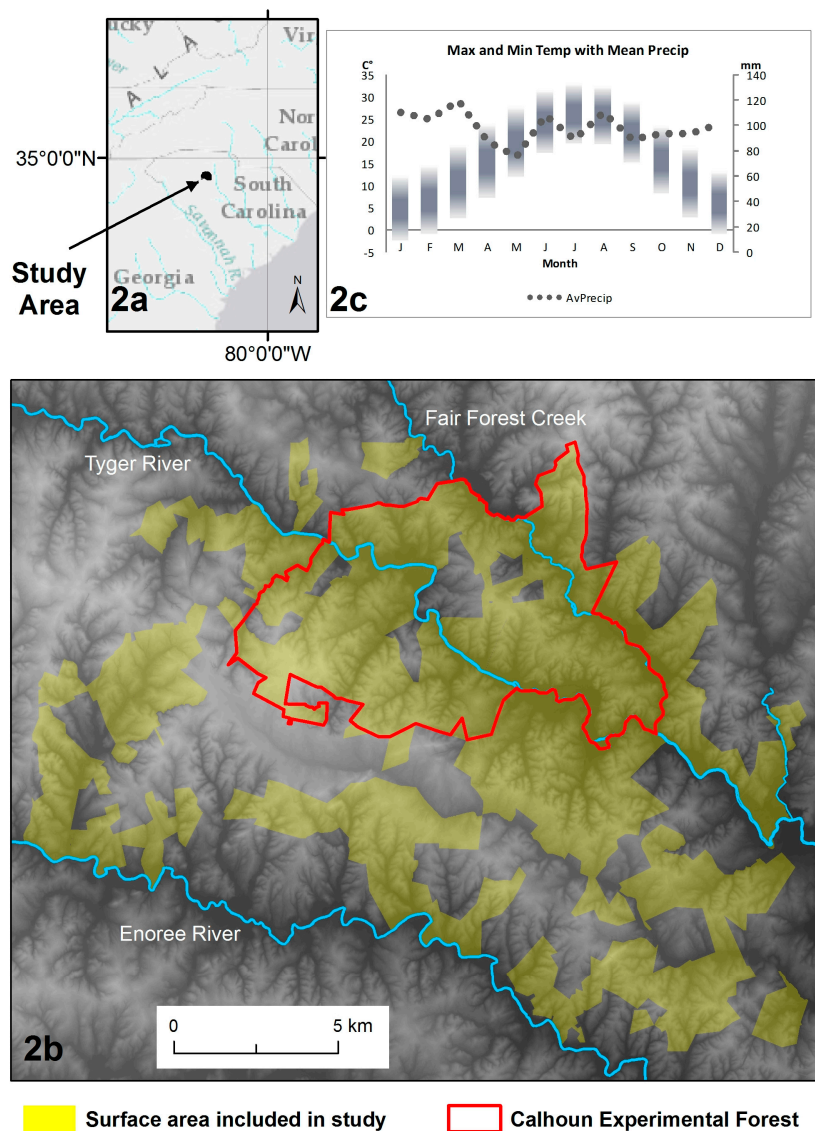 ucky
Vir
ver
A L A
Nor
Carol
35°0'0"N
South
Carolina
Savannah R.
Study
Area
Georgia
N
2a
80°0'0"W
Max and Min Temp with Mean Precip
C°
mm
35
30
25
20
15
10
5
0
-5
140
120
100
80
60
40
20
0
J F M A M J J A S O N D
Month
AvPrecip
2c
Fair Forest Creek
Tyger River
Enoree River
0 5 km
2b
Surface area included in study
Calhoun Experimental Forest